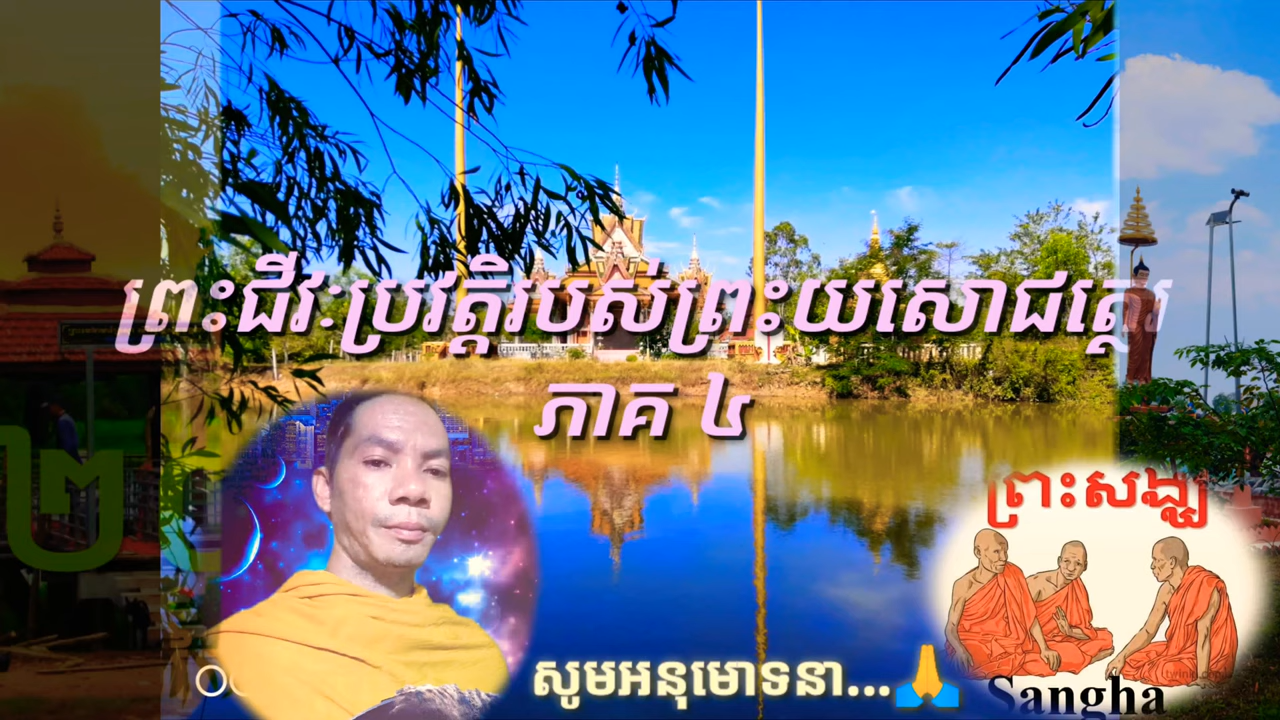 ព្រះជីវ:ប្រវត្តិរបស់ព្រះយសោជត្ថេរ
ភាគ ៤
ព្រះសង្ឃ
សូមអនុមោទនា...🙏
Sangha